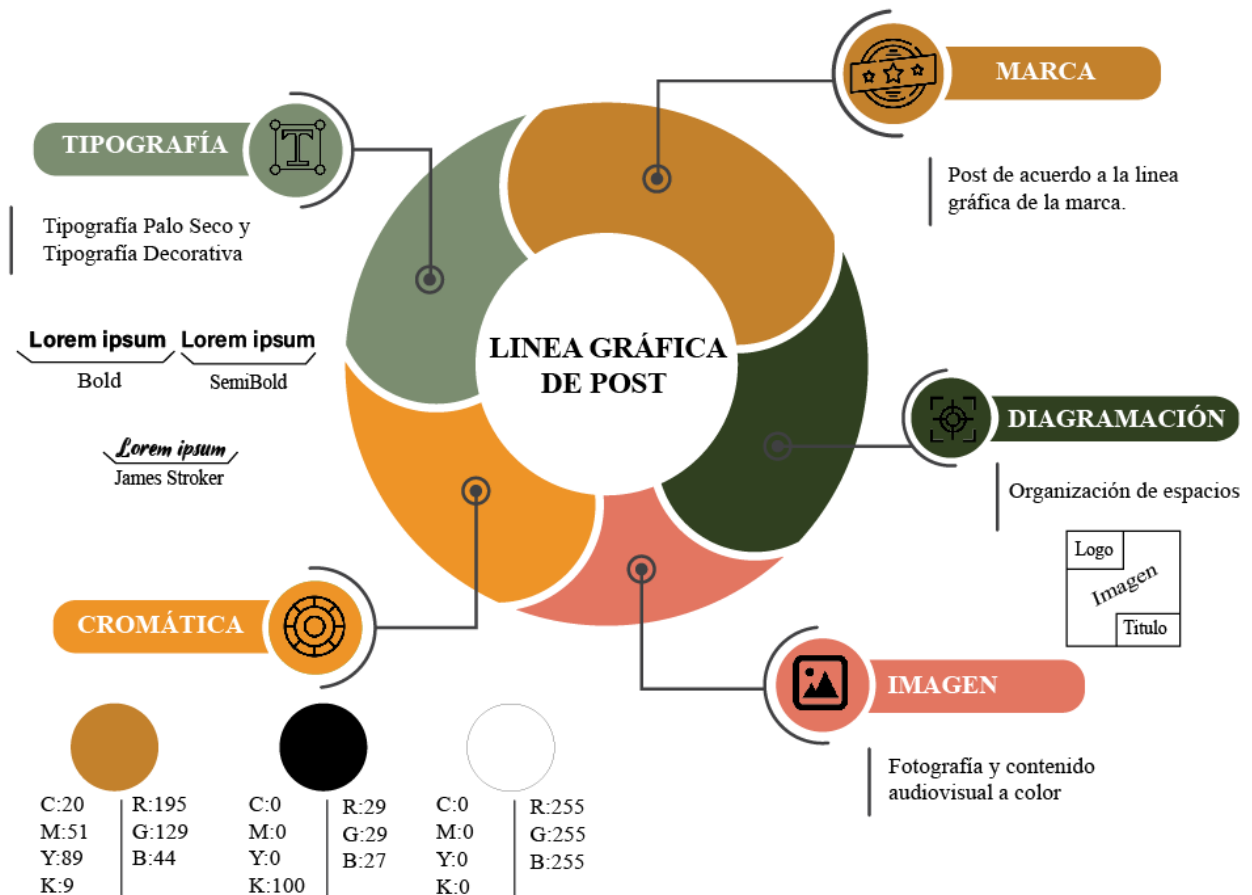 MARCA
Post de acuerdo a la linea
gráfica de la marca.
TIPOGRAFÍA
T
Tipografía Palo Seco y
Tipografía Decorativa
Lorem ipsum
Bold
Lorem ipsum
SemiBold
Lorem ipsum
James Stroker
LINEA GRÁFICA
DE POST
DIAGRAMACIÓN
Organización de espacios
Logo
Imagen
Titulo
CROMÁTICA
C:20
M:51
Y:89
K:9
R:195
G:129
B:44
C:0
M:0
Y:0
K:100
R:29
G:29
B:27
C:0
M:0
Y:0
K:0
R:255
G:255
B:255
IMAGEN
Fotografía y contenido
audiovisual a color